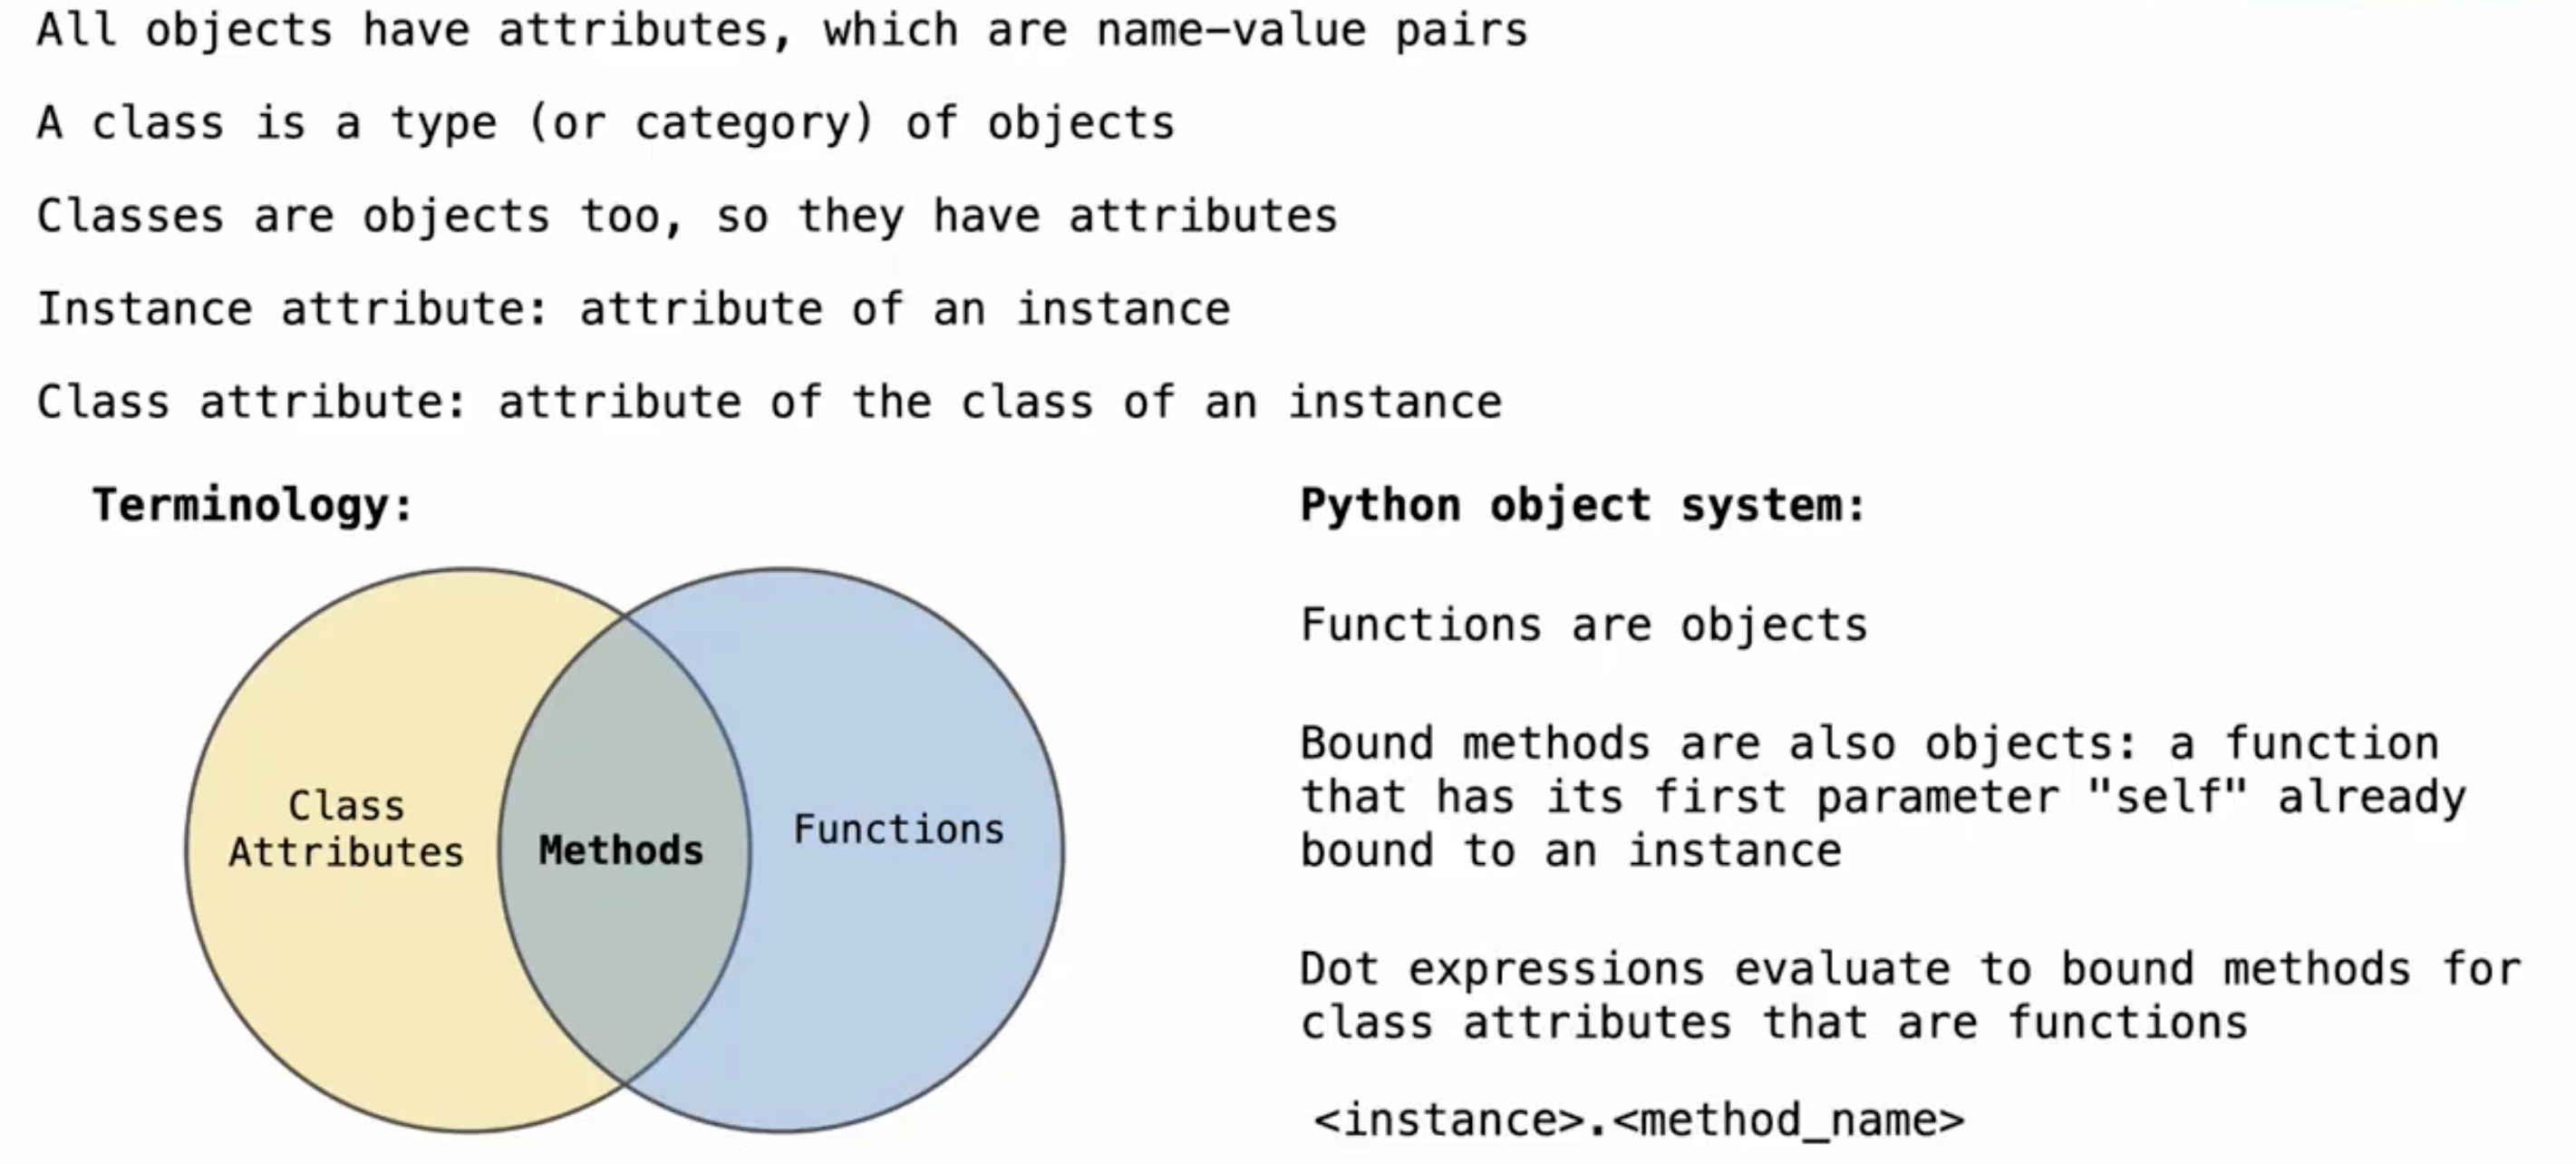 All objects have attributes, which are name-value pairs
A class is a type (or category) of objects
Classes are objects too, so they have attributes
Instance attribute: attribute of an instance
Class attribute: attribute of the class of an instance
Terminology:
Class
Attributes
Methods
Functions
Python object system:
Functions are objects
Bound methods are also objects: a function
that has its first parameter "self" already
bound to an instance
Dot expressions evaluate to bound methods for
class attributes that are functions
<instance>.<method_name>